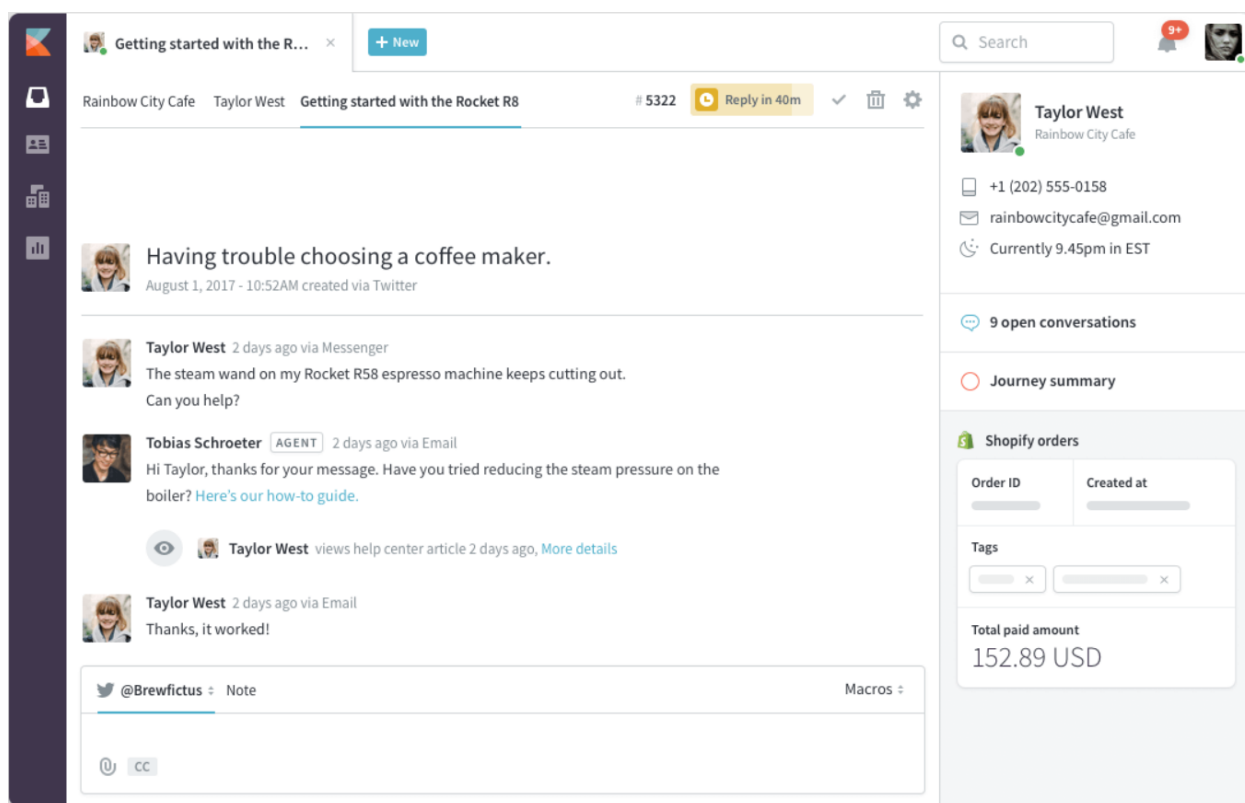 Getting started with the R... ×
+ New
Search
9+
Rainbow City Cafe Taylor West Getting started with the Rocket R8
# 5322
Reply in 40m
Having trouble choosing a coffee maker.
August 1, 2017 - 10:52AM created via Twitter
Taylor West 2 days ago via Messenger
The steam wand on my Rocket R58 espresso machine keeps cutting out.
Can you help?
Tobias Schroeter AGENT 2 days ago via Email
Hi Taylor, thanks for your message. Have you tried reducing the steam pressure on the
boiler? Here's our how-to guide.
Taylor West views help center article 2 days ago, More details
Taylor West 2 days ago via Email
Thanks, it worked!
@Brewfictus Note
Macros
CC
Taylor West
Rainbow City Cafe
+1 (202) 555-0158
rainbowcitycafe@gmail.com
Currently 9.45pm in EST
9 open conversations
Journey summary
Shopify orders
Order ID
Created at
Tags
Total paid amount
152.89 USD